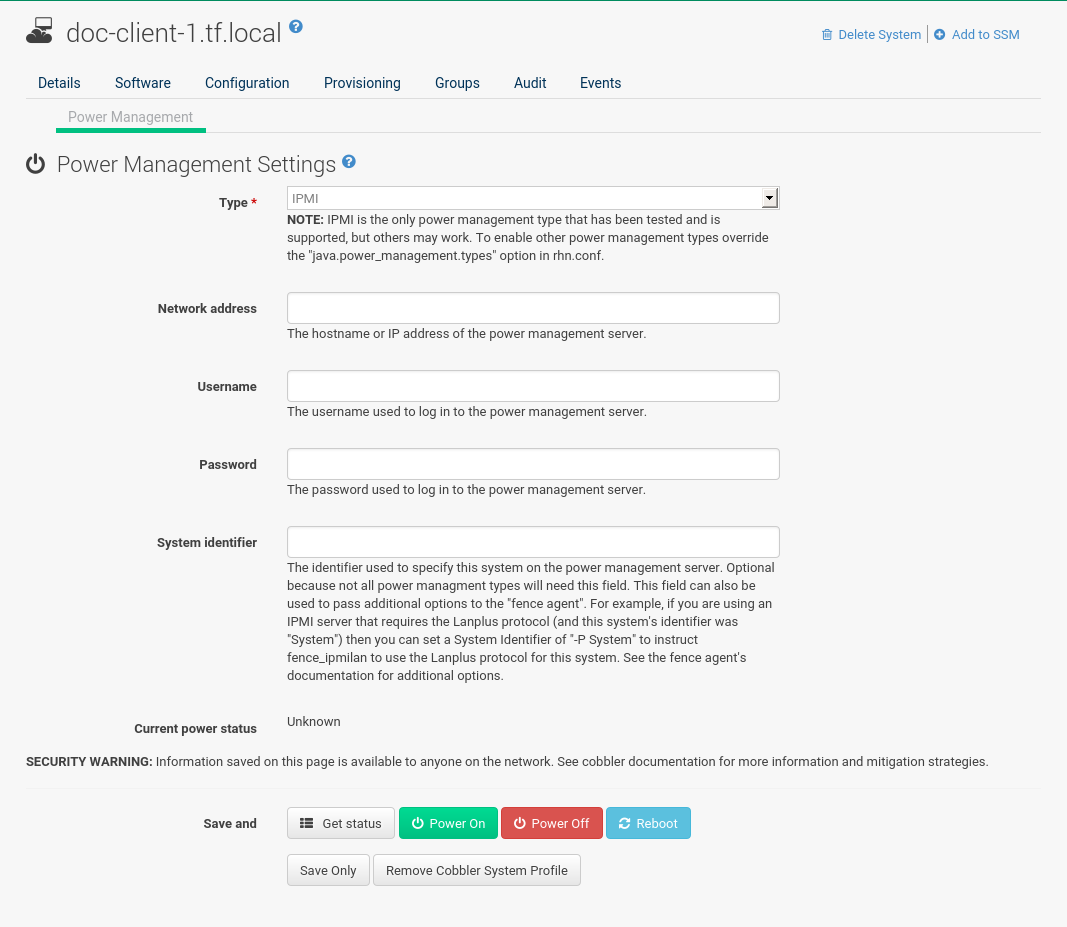 doc-client-1.tf.local ?
Delete System | Add to SSM
Details Software Configuration Provisioning Groups Audit Events
Power Management
Power Management Settings ?
Type * IPMI
NOTE: IPMI is the only power management type that has been tested and is
supported, but others may work. To enable other power management types override
the "java.power_management.types" option in rhn.conf.
Network address
The hostname or IP address of the power management server.
Username
The username used to log in to the power management server.
Password
The password used to log in to the power management server.
System identifier
The identifier used to specify this system on the power management server. Optional
because not all power managment types will need this field. This field can also be
used to pass additional options to the "fence agent". For example, if you are using an
IPMI server that requires the Lanplus protocol (and this system's identifier was
"System") then you can set a System Identifier of "-P System" to instruct
fence_ipmilan to use the Lanplus protocol for this system. See the fence agent's
documentation for additional options.
Current power status Unknown
SECURITY WARNING: Information saved on this page is available to anyone on the network. See cobbler documentation for more information and mitigation strategies.
Save and Get status Power On Power Off Reboot
Save Only Remove Cobbler System Profile